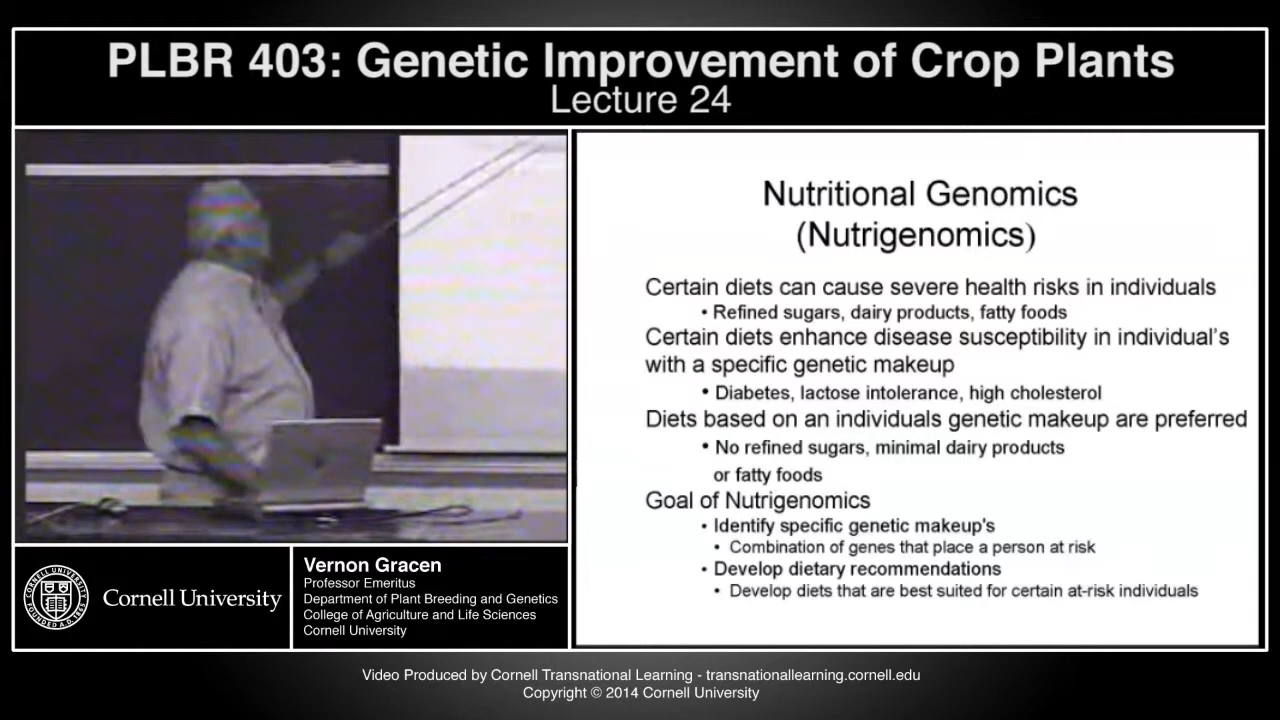 PLBR 403: Genetic Improvement of Crop Plants
Lecture 24
Nutritional Genomics
(Nutrigenomics)
Certain diets can cause severe health risks in individuals
• Refined sugars, dairy products, fatty foods
Certain diets enhance disease susceptibility in individual's
with a specific genetic makeup
• Diabetes, lactose intolerance, high cholesterol
Diets based on an individuals genetic makeup are preferred
• No refined sugars, minimal dairy products
or fatty foods
Goal of Nutrigenomics
• Identify specific genetic makeup's
• Combination of genes that place a person at risk
• Develop dietary recommendations
• Develop diets that are best suited for certain at-risk individuals
CORNELL UNIVERSITY
FOUNDED A.D. 1865
Cornell University
Vernon Gracen
Professor Emeritus
Department of Plant Breeding and Genetics
College of Agriculture and Life Sciences
Cornell University
Video Produced by Cornell Transnational Learning - transnationallearning.cornell.edu
Copyright © 2014 Cornell University